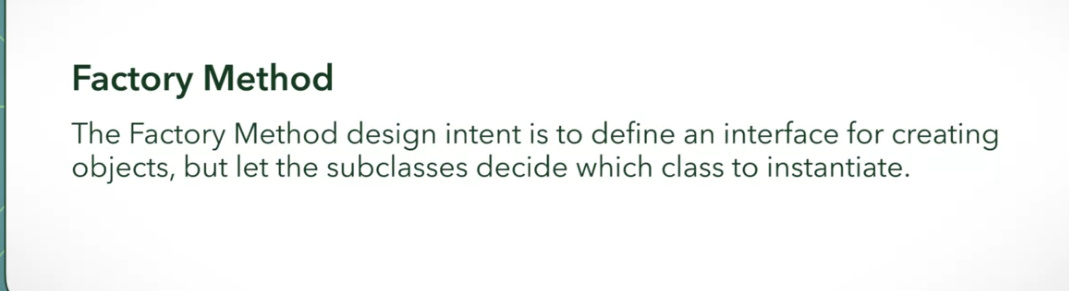 Factory Method
The Factory Method design intent is to define an interface for creating
objects, but let the subclasses decide which class to instantiate.